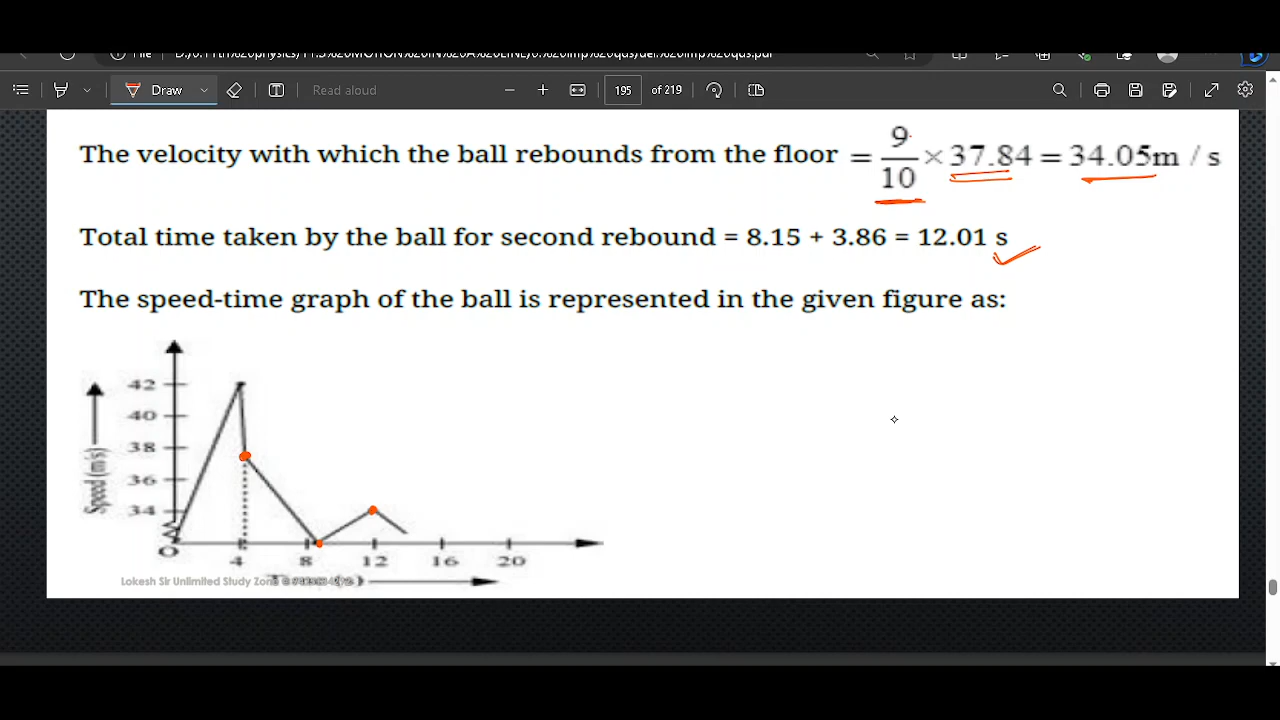 Draw
Read aloud
195 of 219
The velocity with which the ball rebounds from the floor = 9/10 × 37.84 = 34.05m / s
Total time taken by the ball for second rebound = 8.15 + 3.86 = 12.01 s
The speed-time graph of the ball is represented in the given figure as:
42
40
38
36
34
Speed (m/s)
O
4 8 12 16 20
Lokesh Sir Unlimited Study Zone